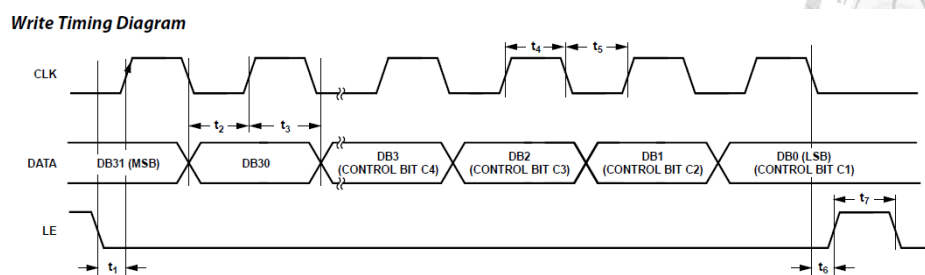 Write Timing Diagram
t4 t5
CLK
t2 t3
DATA DB31 (MSB) DB30 DB3 DB2 DB1 DB0 (LSB)
(CONTROL BIT C4) (CONTROL BIT C3) (CONTROL BIT C2) (CONTROL BIT C1)
t7
LE
t1 t6